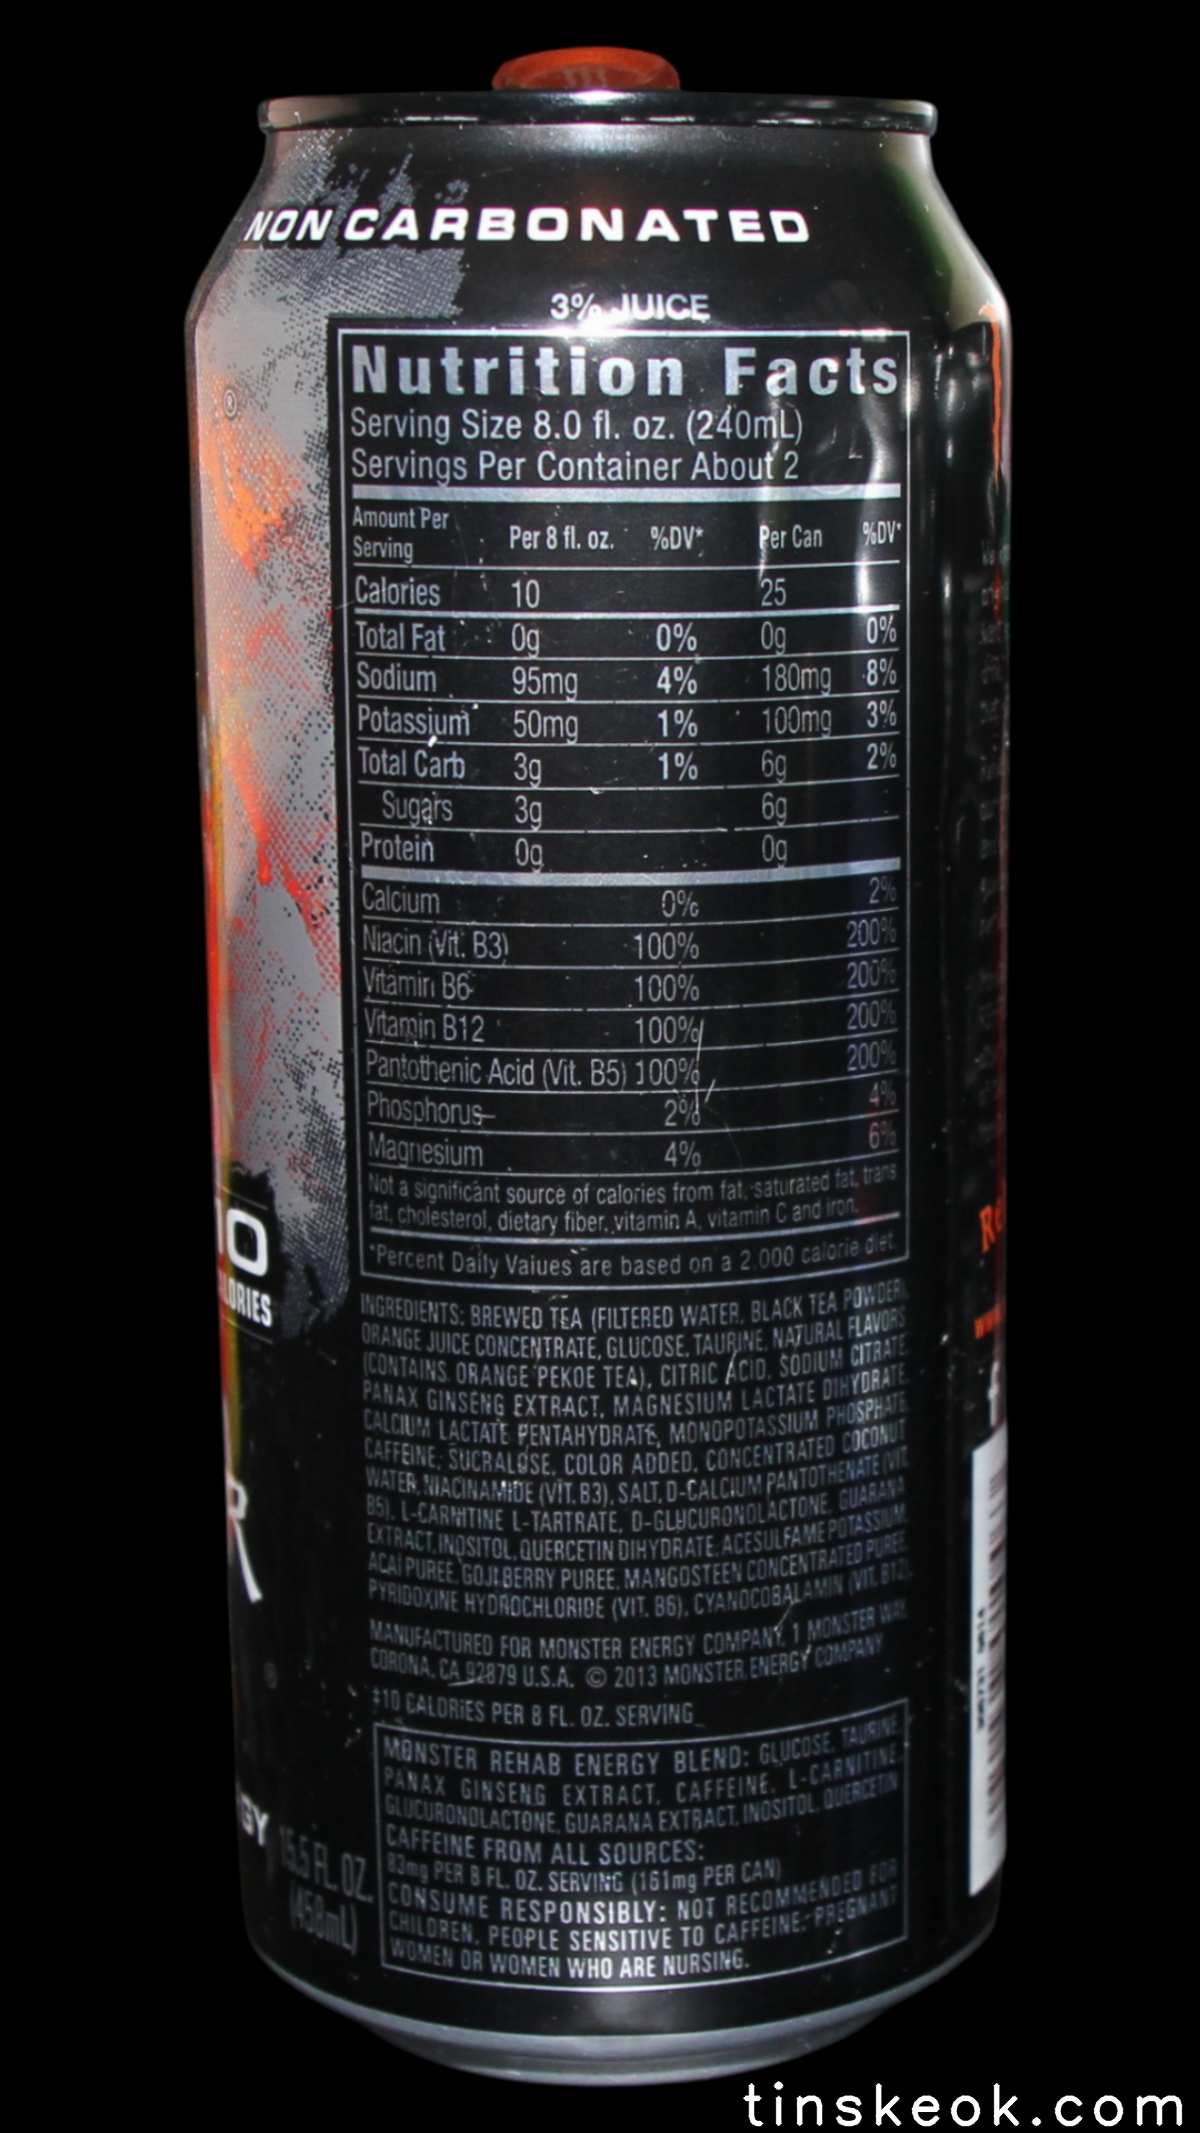 NON CARBONATED
3% JUICE
Nutrition Facts
Serving Size 8.0 fl. oz. (240mL)
Servings Per Container About 2
Amount Per Serving Per 8 fl. oz. %DV* Per Can %DV*
Calories 10 25
Total Fat 0g 0% 0g 0%
Sodium 95mg 4% 180mg 8%
Potassium 50mg 1% 100mg 3%
Total Carb 3g 1% 6g 2%
Sugars 3g 6g
Protein 0g 0g
Calcium 0% 2%
Niacin (Vit. B3) 100% 200%
Vitamin B6 100% 200%
Vitamin B12 100% 200%
Pantothenic Acid (Vit. B5) 100% 200%
Phosphorus 2% 4%
Magnesium 4% 6%
Not a significant source of calories from fat, saturated fat, trans
fat, cholesterol, dietary fiber, vitamin A, vitamin C and iron.
*Percent Daily Values are based on a 2,000 calorie diet.
INGREDIENTS: BREWED TEA (FILTERED WATER, BLACK TEA POWDER),
ORANGE JUICE CONCENTRATE, GLUCOSE, TAURINE, NATURAL FLAVORS
(CONTAINS ORANGE PEKOE TEA), CITRIC ACID, SODIUM CITRATE,
PANAX GINSENG EXTRACT, MAGNESIUM LACTATE DIHYDRATE,
CALCIUM LACTATE PENTAHYDRATE, MONOPOTASSIUM PHOSPHATE,
CAFFEINE, SUCRALOSE, COLOR ADDED, CONCENTRATED COCONUT
WATER, NIACINAMIDE (VIT. B3), SALT, D-CALCIUM PANTOTHENATE (VIT.
B5), L-CARNITINE L-TARTRATE, D-GLUCURONOLACTONE, GUARANA
EXTRACT, INOSITOL, QUERCETIN DIHYDRATE, ACESULFAME POTASSIUM,
ACAI PUREE, GOJI BERRY PUREE, MANGOSTEEN CONCENTRATED PUREE,
PYRIDOXINE HYDROCHLORIDE (VIT. B6), CYANOCOBALAMIN (VIT. B12).
MANUFACTURED FOR MONSTER ENERGY COMPANY, 1 MONSTER WAY,
CORONA, CA 92879 U.S.A. © 2013 MONSTER ENERGY COMPANY
‡10 CALORIES PER 8 FL. OZ. SERVING
MONSTER REHAB ENERGY BLEND: GLUCOSE, TAURINE,
PANAX GINSENG EXTRACT, CAFFEINE, L-CARNITINE,
GLUCURONOLACTONE, GUARANA EXTRACT, INOSITOL, QUERCETIN
CAFFEINE FROM ALL SOURCES:
83mg PER 8 FL. OZ. SERVING (161mg PER CAN)
CONSUME RESPONSIBLY: NOT RECOMMENDED FOR
CHILDREN, PEOPLE SENSITIVE TO CAFFEINE, PREGNANT
WOMEN OR WOMEN WHO ARE NURSING.
15.5 FL. OZ.
(458mL)
tinskeok.com